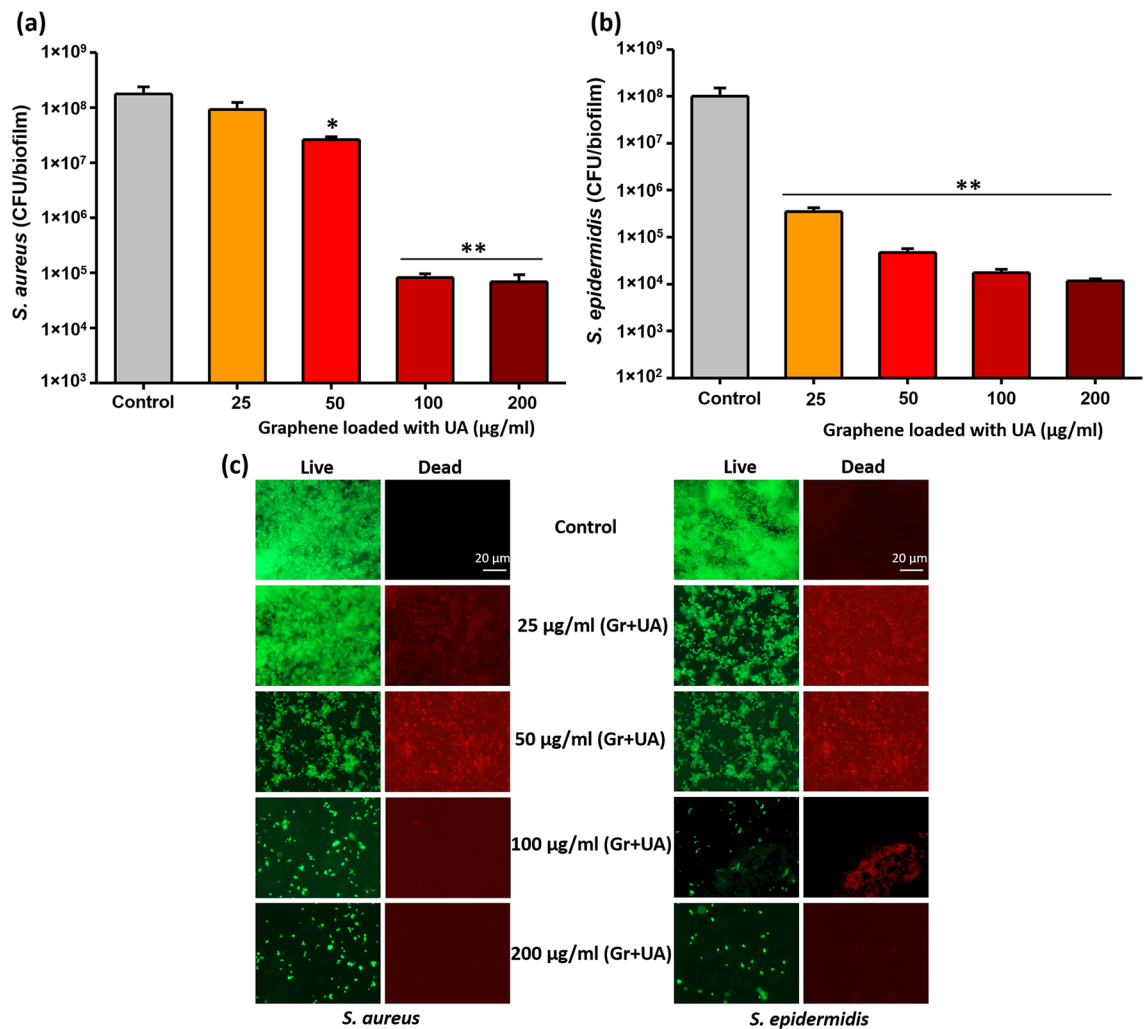 (a)
S. aureus (CFU/biofilm)
1×10⁹
1×10⁸
1×10⁷
1×10⁶
1×10⁵
1×10⁴
1×10³
*
**
Control 25 50 100 200
Graphene loaded with UA (µg/ml)
(b)
S. epidermidis (CFU/biofilm)
1×10⁹
1×10⁸
1×10⁷
1×10⁶
1×10⁵
1×10⁴
1×10³
1×10²
**
Control 25 50 100 200
Graphene loaded with UA (µg/ml)
(c)
Live Dead Live Dead
20 µm Control 20 µm
25 µg/ml (Gr+UA)
50 µg/ml (Gr+UA)
100 µg/ml (Gr+UA)
200 µg/ml (Gr+UA)
S. aureus S. epidermidis